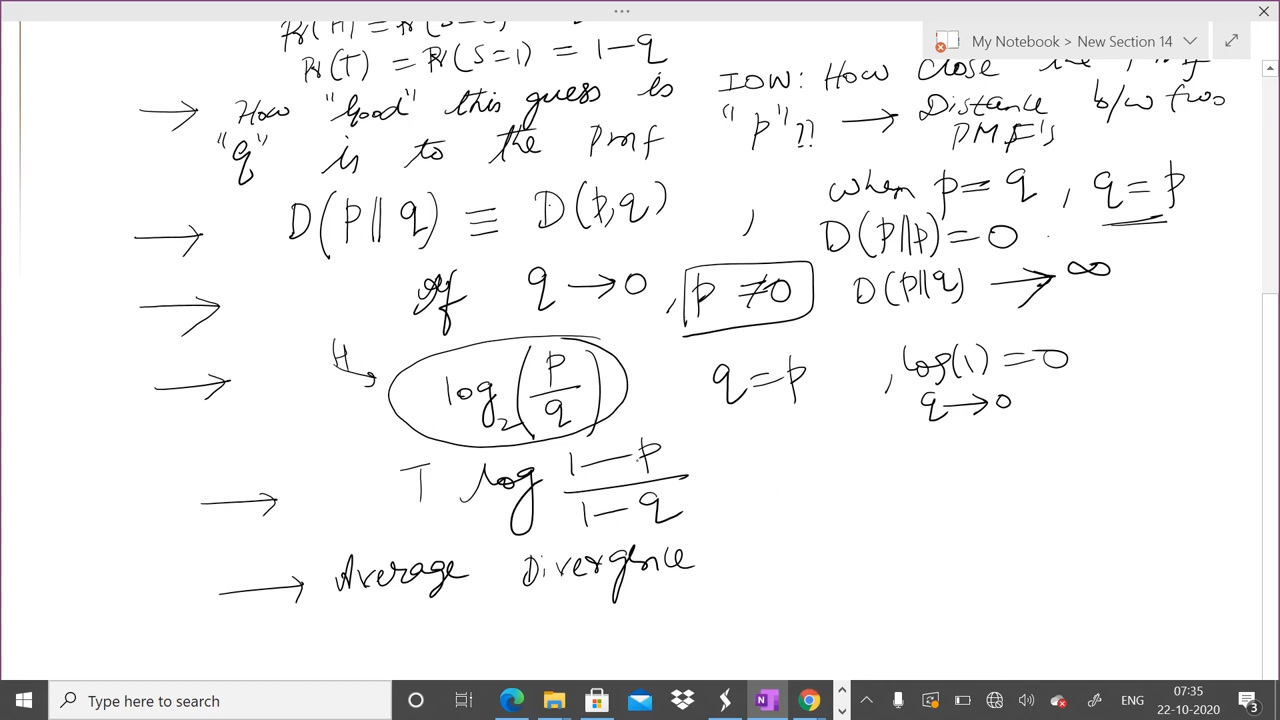 My Notebook > New Section 14
Pr(T) = Pr(S=1) = 1-q
→ How "Good" this guess is IOW: How close the
"q" is to the Pmf "p"?? → Distance b/w two PMF's
→ D(p||q) ≡ D(p,q) , when p=q , q=p
D(p||p)=0
→ If q→0 , p ≠0 D(p||q) → ∞
→ H log2(p/q) q=p , log(1)=0
q→0
→ T log 1-p/1-q
→ Average Divergence
Type here to search
ENG
07:35
22-10-2020
3